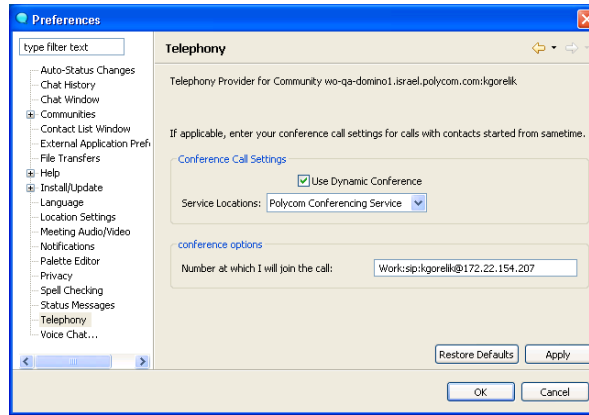 Preferences
type filter text
Auto-Status Changes
Chat History
Chat Window
Communities
Contact List Window
External Application Prefe
File Transfers
Help
Install/Update
Language
Location Settings
Meeting Audio/Video
Notifications
Palette Editor
Privacy
Spell Checking
Status Messages
Telephony
Voice Chat...
Telephony
Telephony Provider for Community wo-qa-domino1.israel.polycom.com:kgorelik
If applicable, enter your conference call settings for calls with contacts started from sametime.
Conference Call Settings
Use Dynamic Conference
Service Locations: Polycom Conferencing Service
conference options
Number at which I will join the call: Work:sip:kgorelik@172.22.154.207
Restore Defaults Apply
OK Cancel